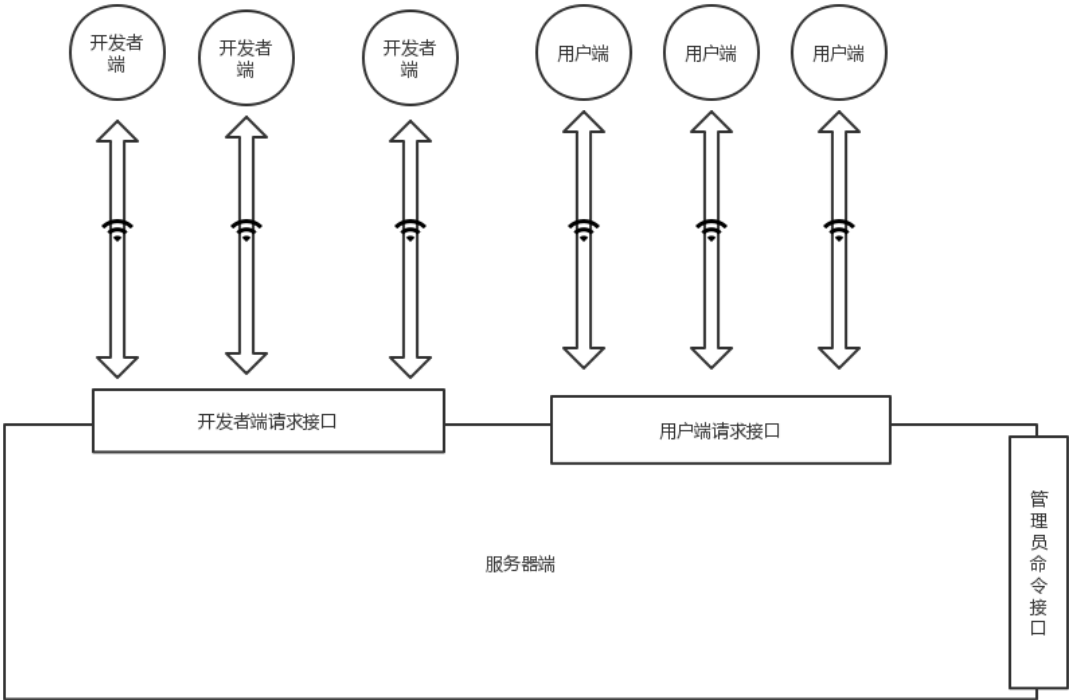 开发者
端
开发者
端
开发者
端
用户端
用户端
用户端
开发者端请求接口
用户端请求接口
服务器端
管理员命令接口